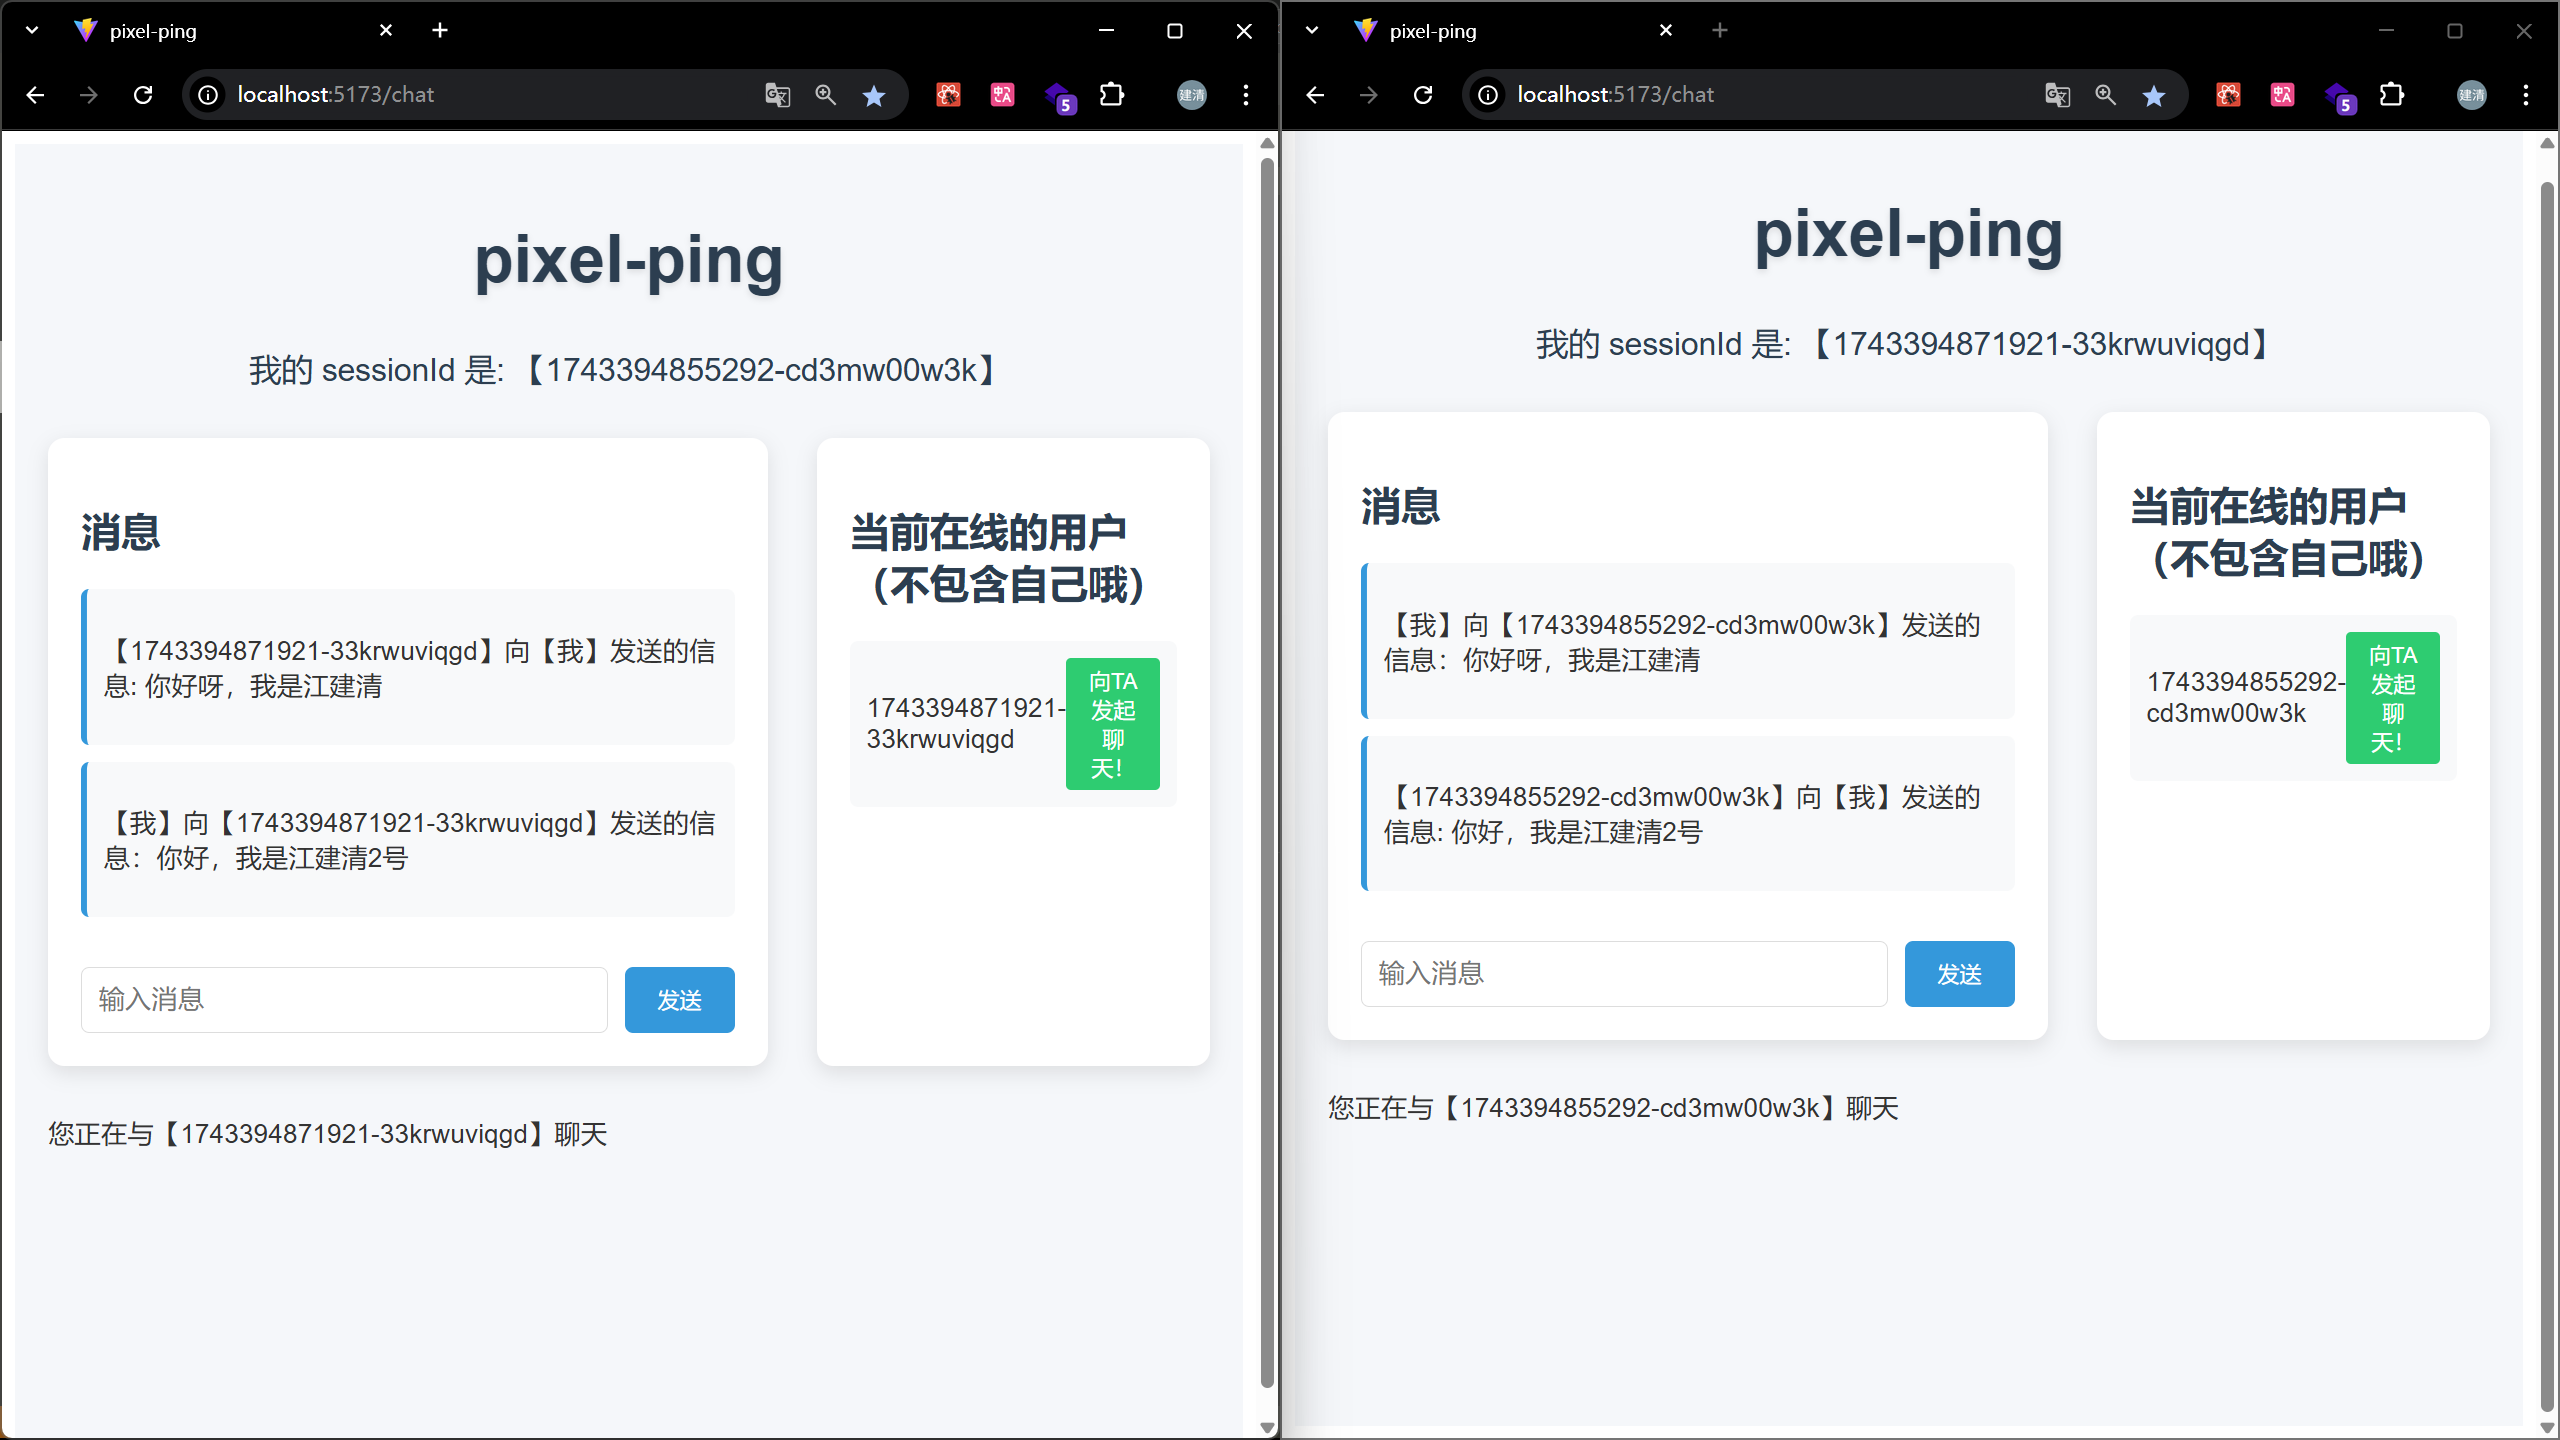 pixel-ping
localhost:5173/chat
5
建清
pixel-ping
我的 sessionId 是: 【1743394855292-cd3mw00w3k】
消息
【1743394871921-33krwuviqgd】向【我】发送的信
息: 你好呀，我是江建清
【我】向【1743394871921-33krwuviqgd】发送的信
息：你好，我是江建清2号
输入消息
发送
当前在线的用户
（不包含自己哦）
1743394871921-
33krwuviqgd
向TA
发起
聊
天！
您正在与【1743394871921-33krwuviqgd】聊天
pixel-ping
localhost:5173/chat
5
建清
pixel-ping
我的 sessionId 是: 【1743394871921-33krwuviqgd】
消息
【我】向【1743394855292-cd3mw00w3k】发送的
信息：你好呀，我是江建清
【1743394855292-cd3mw00w3k】向【我】发送的
信息: 你好，我是江建清2号
输入消息
发送
当前在线的用户
（不包含自己哦）
1743394855292-
cd3mw00w3k
向TA
发起
聊
天！
您正在与【1743394855292-cd3mw00w3k】聊天